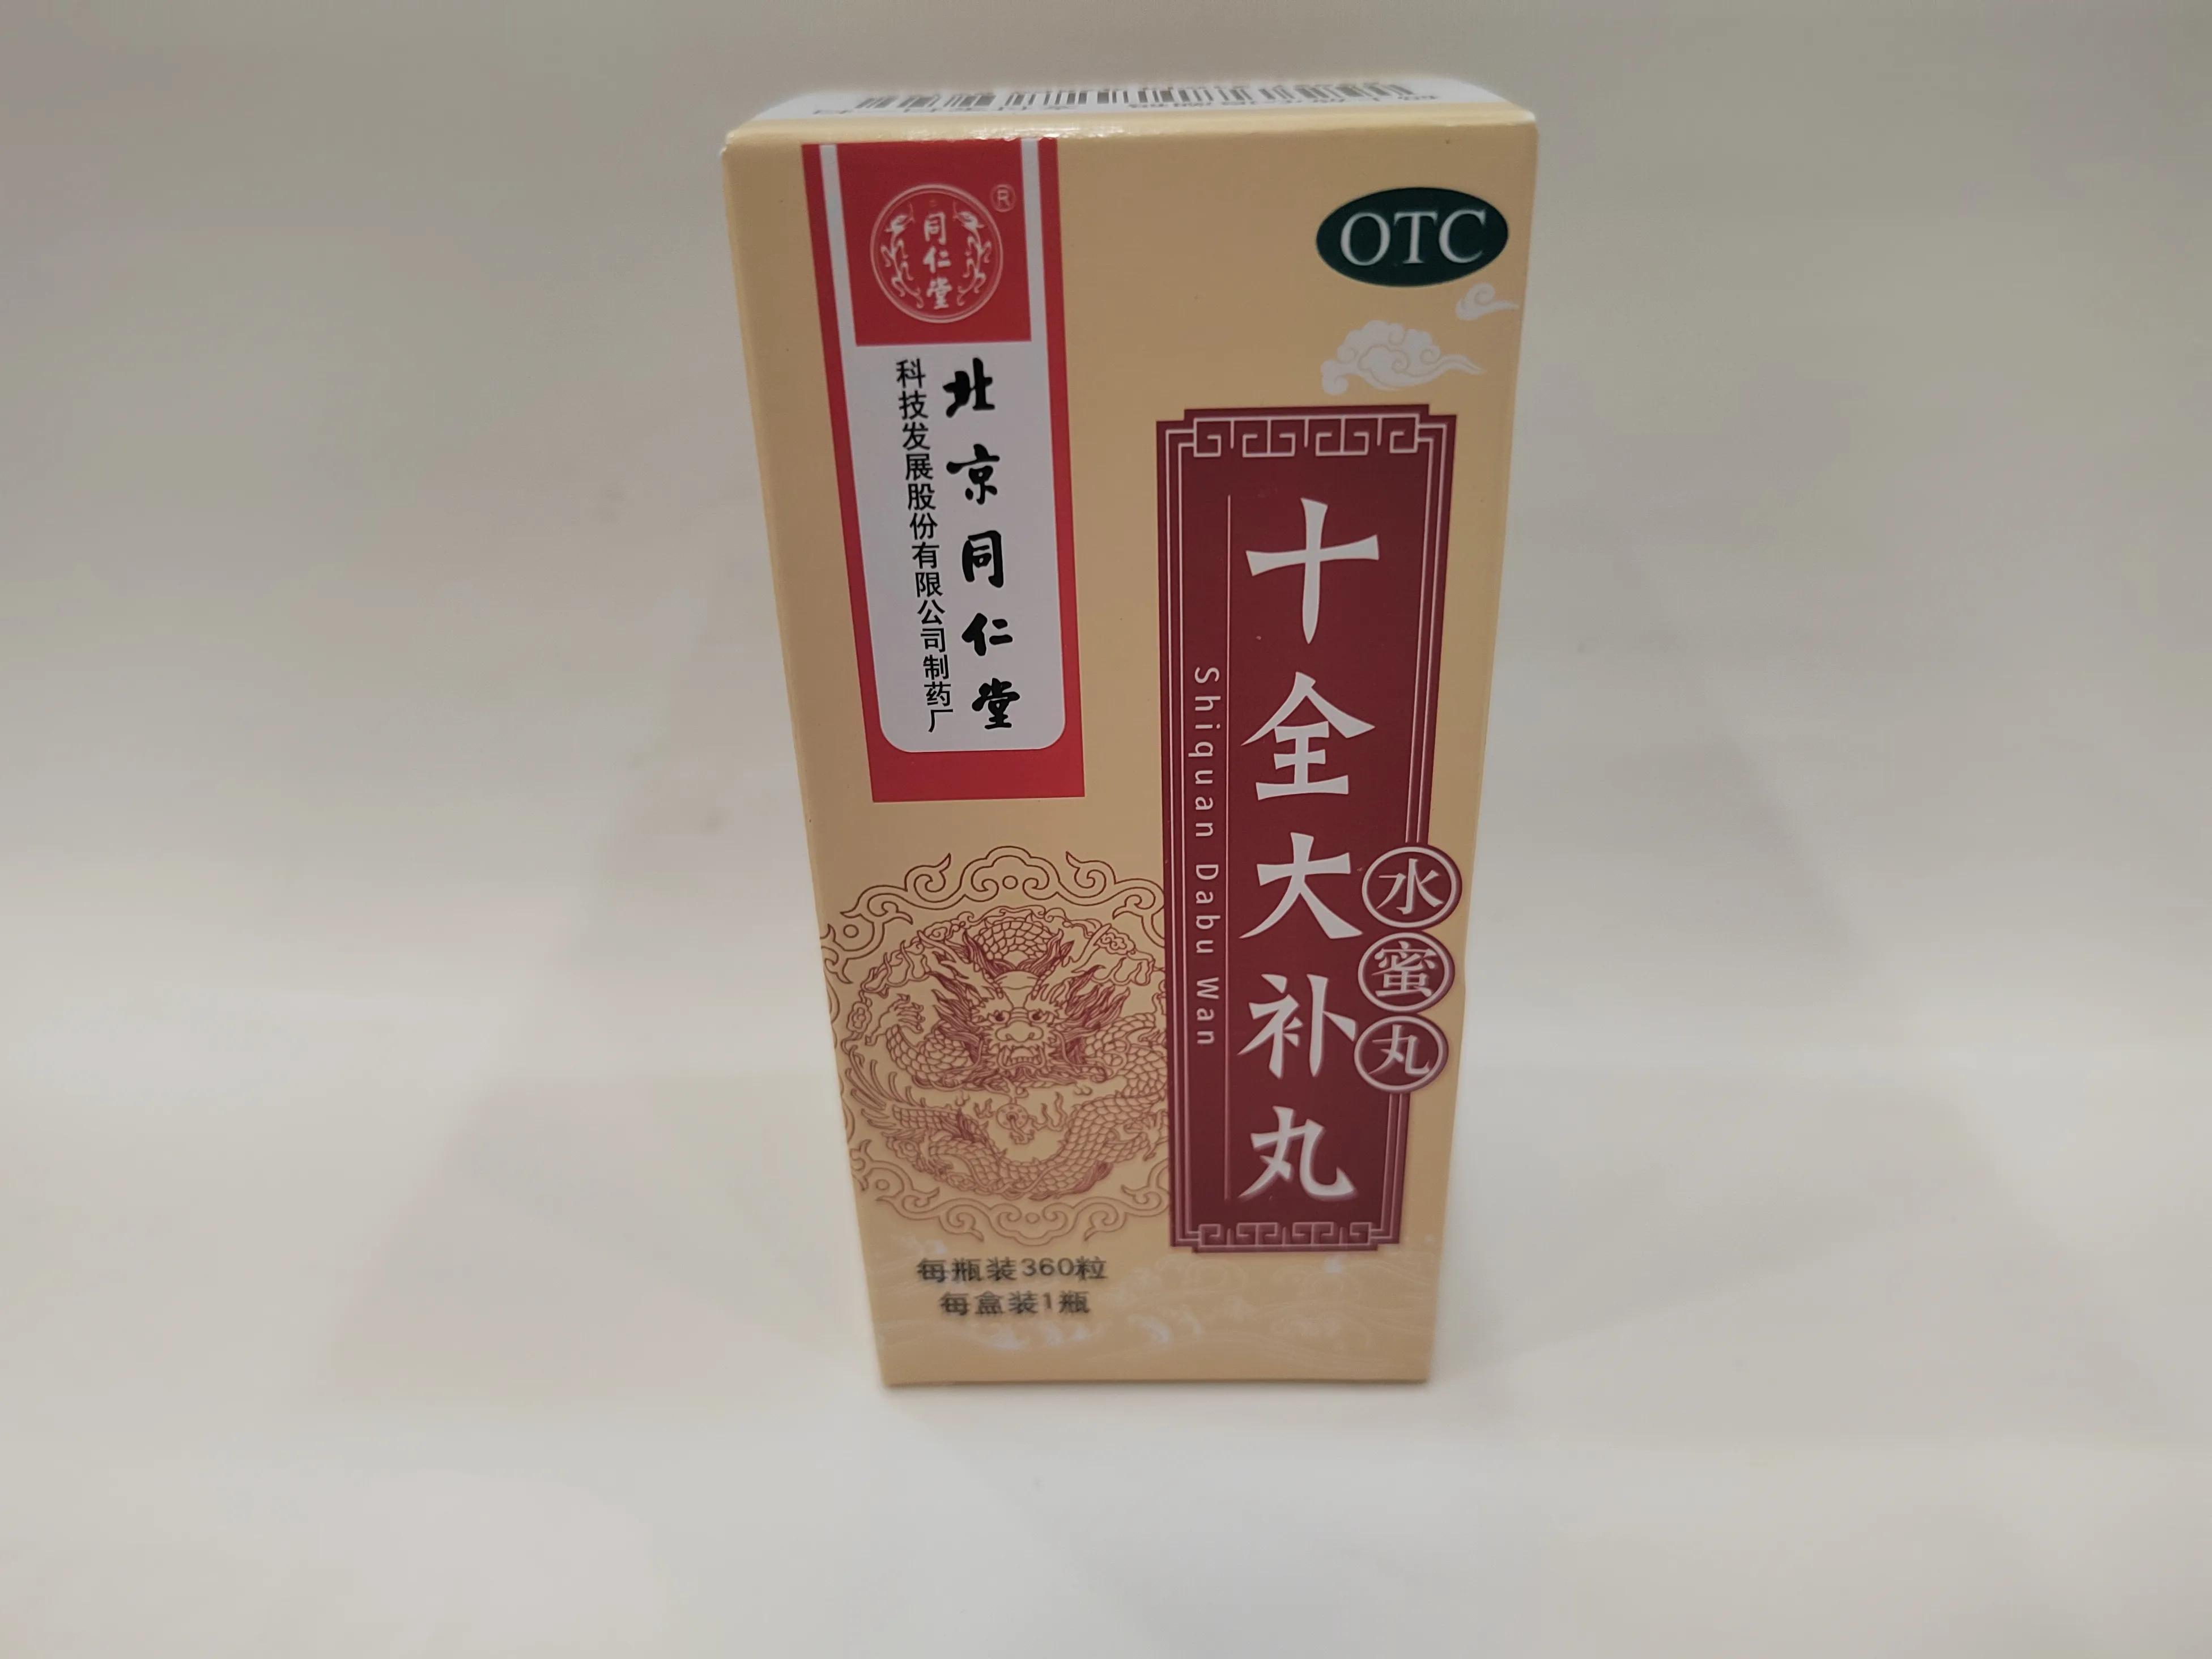 同仁堂
®
北京同仁堂
科技发展股份有限公司制药厂
OTC
十全大补丸
Shiquan Dabu Wan
水蜜丸
每瓶装360粒
每盒装1瓶